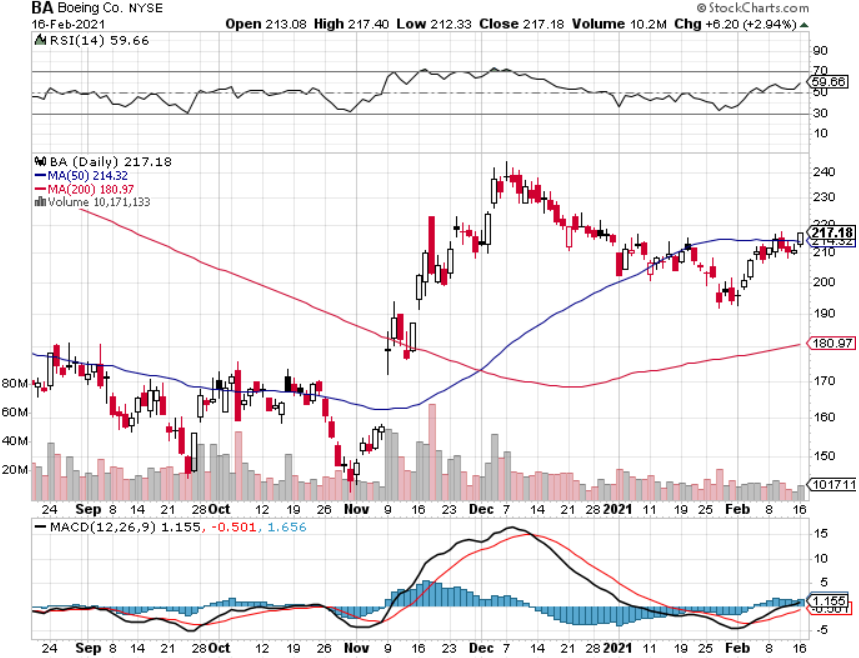 BA Boeing Co. NYSE © StockCharts.com
16-Feb-2021 Open 213.08 High 217.40 Low 212.33 Close 217.18 Volume 10.2M Chg +6.20 (+2.94%)
RSI(14) 59.66
90
70
59.66
50
30
10
BA (Daily) 217.18
MA(50) 214.32
MA(200) 180.97
Volume 10,171,133
240
230
220
217.18
214.32
210
200
190
180.97
170
160
150
80M
60M
40M
20M
101711
24 Sep 8 14 21 28 Oct 12 19 26 Nov 9 16 23 Dec 7 14 21 28 2021 11 19 25 Feb 8 16
MACD(12,26,9) 1.155, -0.501, 1.656
15
10
5
1.155
-0.501
-5
24 Sep 8 14 21 28 Oct 12 19 26 Nov 9 16 23 Dec 7 14 21 28 2021 11 19 25 Feb 8 16